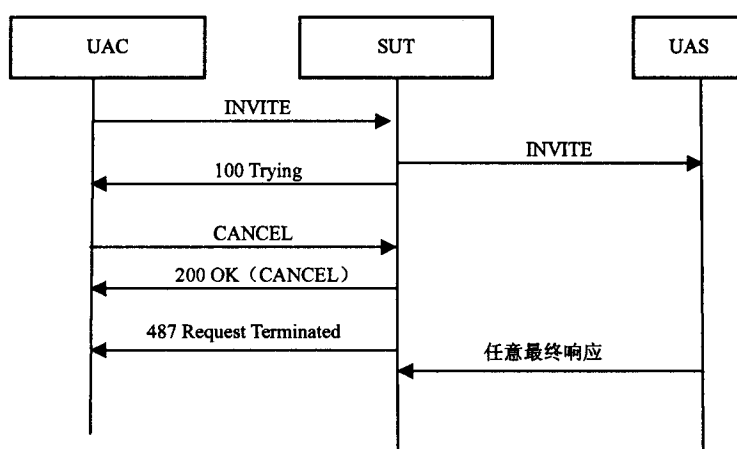 UAC SUT UAS
INVITE
INVITE
100 Trying
CANCEL
200 OK（CANCEL）
487 Request Terminated
任意最终响应